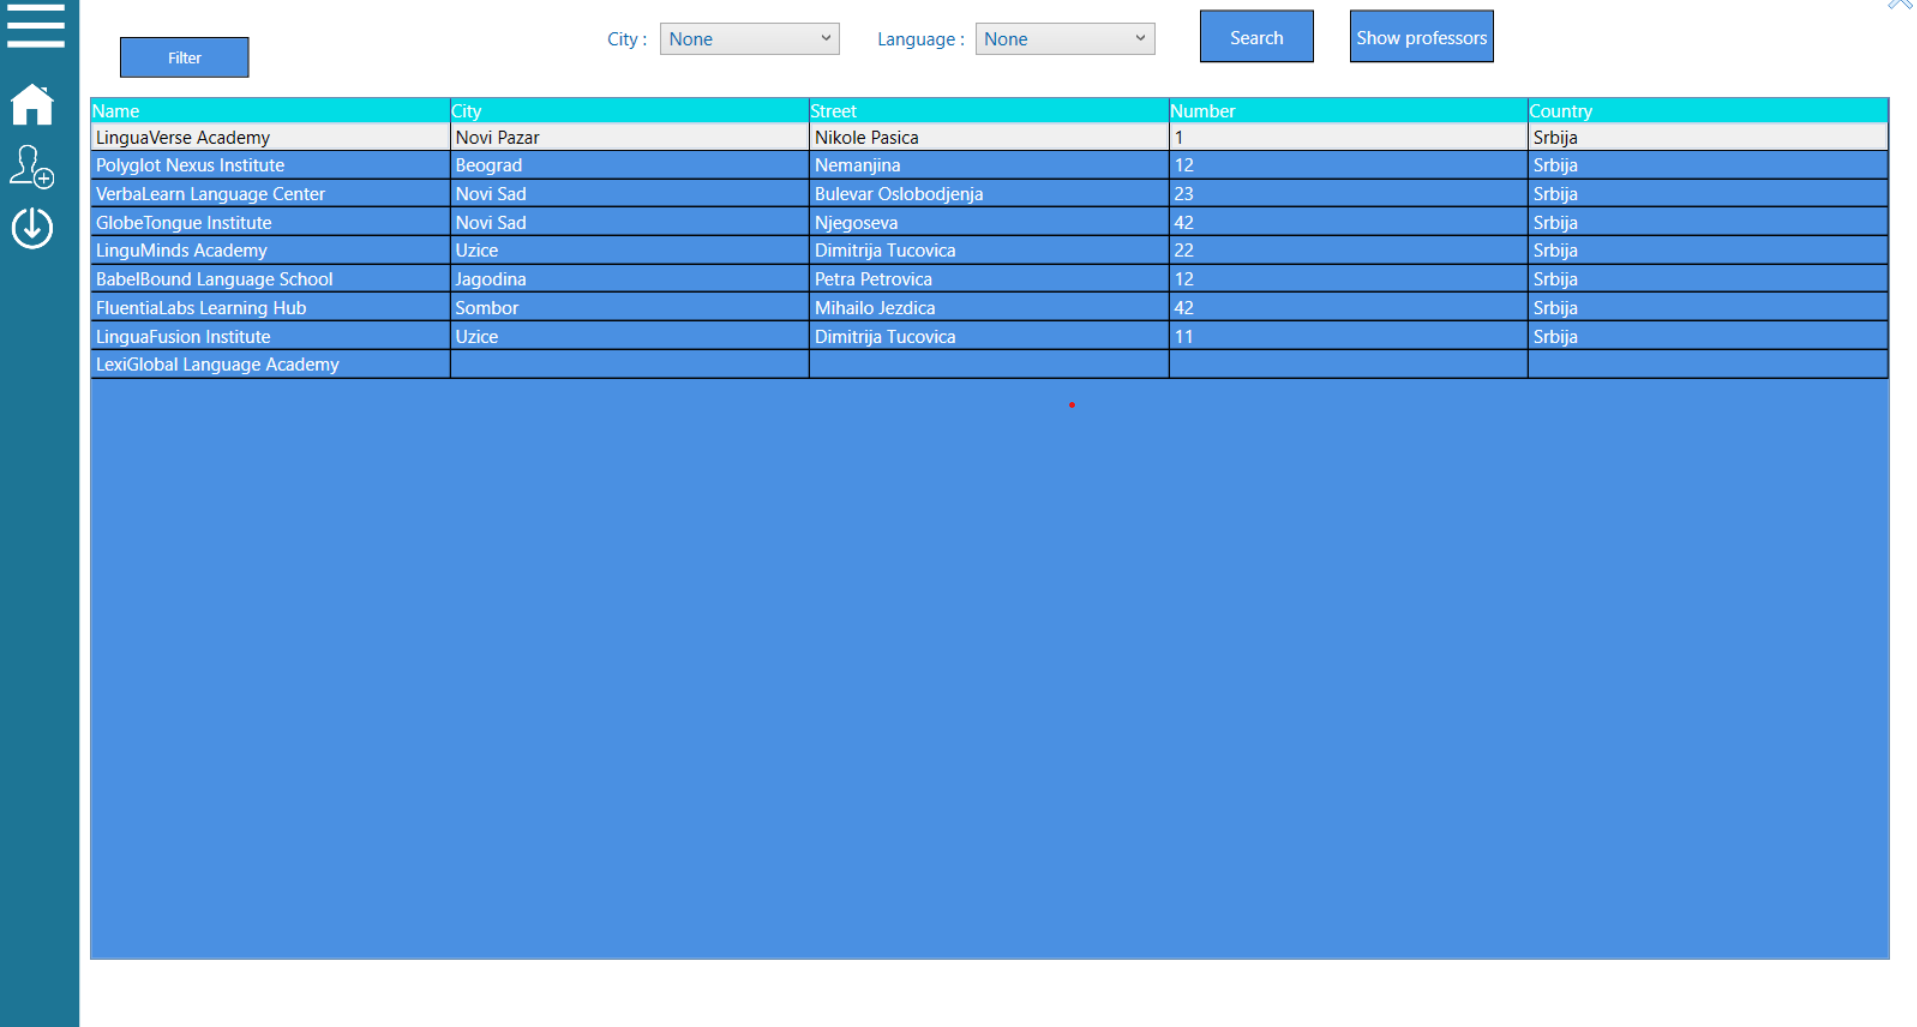 City : None Language : None Search Show professors
Filter
Name City Street Number Country
LinguaVerse Academy Novi Pazar Nikole Pasica 1 Srbija
Polyglot Nexus Institute Beograd Nemanjina 12 Srbija
VerbaLearn Language Center Novi Sad Bulevar Oslobodjenja 23 Srbija
GlobeTongue Institute Novi Sad Njegoseva 42 Srbija
LinguMinds Academy Uzice Dimitrija Tucovica 22 Srbija
BabelBound Language School Jagodina Petra Petrovica 12 Srbija
FluentiaLabs Learning Hub Sombor Mihailo Jezdica 42 Srbija
LinguaFusion Institute Uzice Dimitrija Tucovica 11 Srbija
LexiGlobal Language Academy